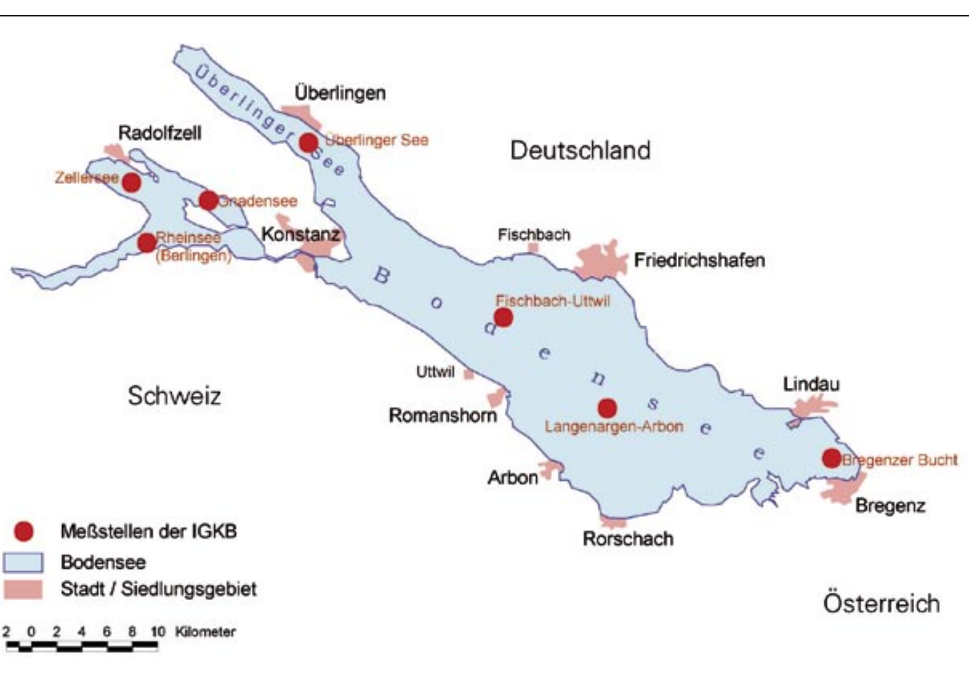 Überlinger See
Überlingen
Überlinger See
Radolfzell
Deutschland
Zellersee
Gnadensee
Konstanz
Rheinsee
(Berlingen)
Fischbach
Friedrichshafen
Bodensee
Fischbach-Uttwil
Uttwil
Schweiz
Romanshorn
Lindau
Langenargen-Arbon
Arbon
Bregenzer Bucht
Bregenz
Rorschach
Meßstellen der IGKB
Bodensee
Stadt / Siedlungsgebiet
Österreich
2 0 2 4 6 8 10 Kilometer